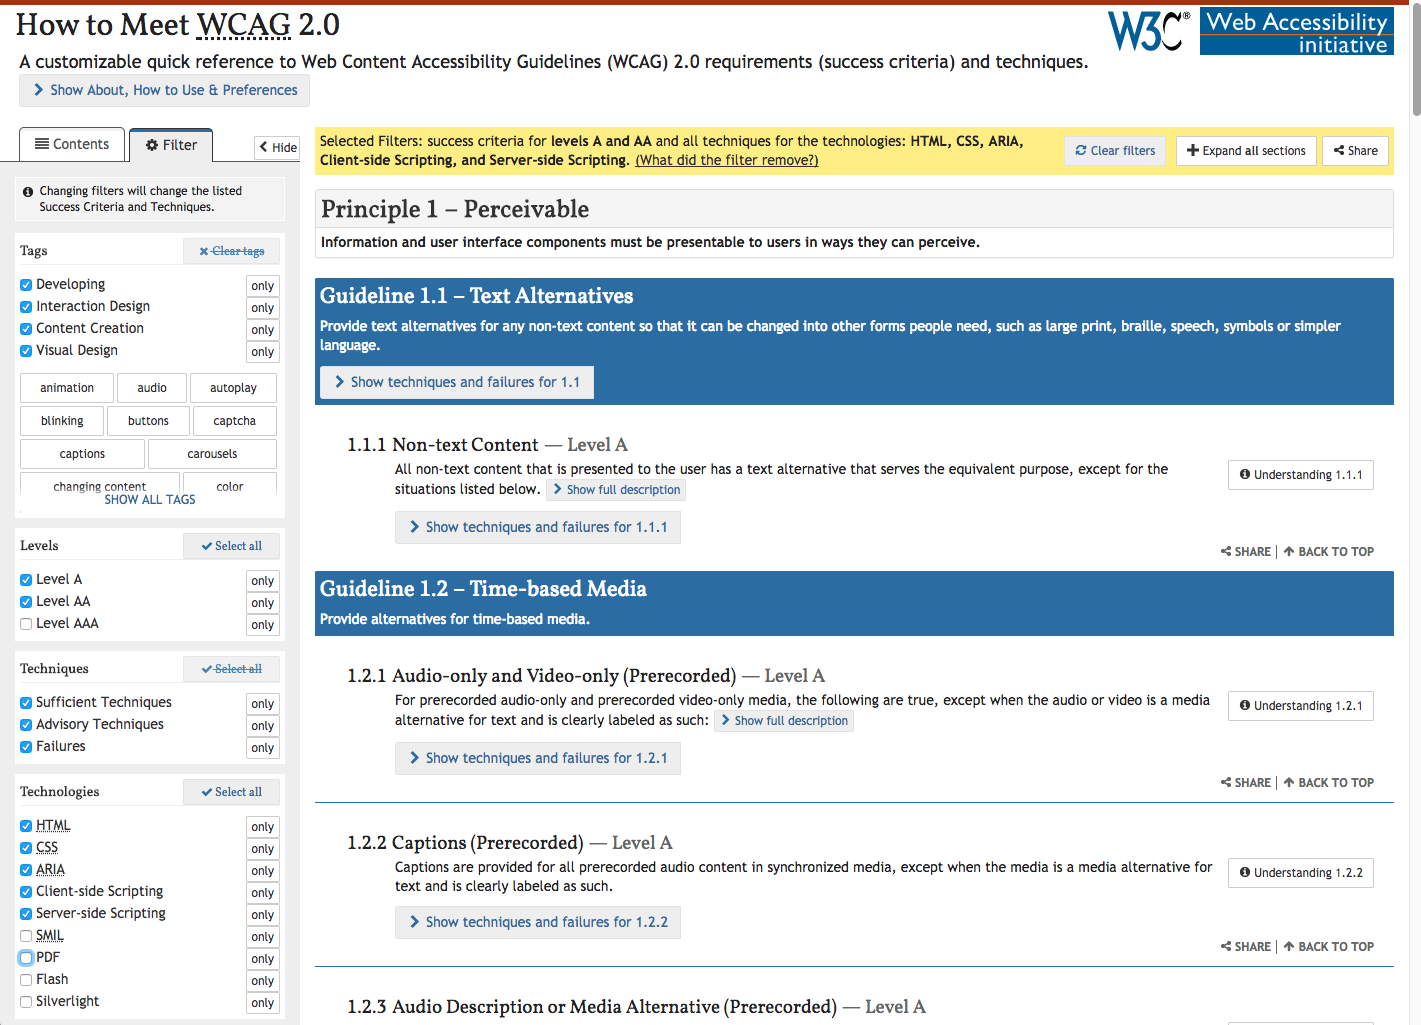 How to Meet WCAG 2.0
W3C® Web Accessibility
initiative
A customizable quick reference to Web Content Accessibility Guidelines (WCAG) 2.0 requirements (success criteria) and techniques.
Show About, How to Use & Preferences
Contents
Filter
Hide
Changing filters will change the listed
Success Criteria and Techniques.
Tags
Clear tags
Developing only
Interaction Design only
Content Creation only
Visual Design only
animation audio autoplay
blinking buttons captcha
captions carousels
changing content color
SHOW ALL TAGS
Levels
Select all
Level A only
Level AA only
Level AAA only
Techniques
Select all
Sufficient Techniques only
Advisory Techniques only
Failures only
Technologies
Select all
HTML only
CSS only
ARIA only
Client-side Scripting only
Server-side Scripting only
SMIL only
PDF only
Flash only
Silverlight only
Selected Filters: success criteria for levels A and AA and all techniques for the technologies: HTML, CSS, ARIA,
Client-side Scripting, and Server-side Scripting. (What did the filter remove?)
Clear filters
Expand all sections
Share
Principle 1 – Perceivable
Information and user interface components must be presentable to users in ways they can perceive.
Guideline 1.1 – Text Alternatives
Provide text alternatives for any non-text content so that it can be changed into other forms people need, such as large print, braille, speech, symbols or simpler
language.
Show techniques and failures for 1.1
1.1.1 Non-text Content — Level A
All non-text content that is presented to the user has a text alternative that serves the equivalent purpose, except for the
situations listed below. Show full description
Understanding 1.1.1
Show techniques and failures for 1.1.1
SHARE | BACK TO TOP
Guideline 1.2 – Time-based Media
Provide alternatives for time-based media.
1.2.1 Audio-only and Video-only (Prerecorded) — Level A
For prerecorded audio-only and prerecorded video-only media, the following are true, except when the audio or video is a media
alternative for text and is clearly labeled as such: Show full description
Understanding 1.2.1
Show techniques and failures for 1.2.1
SHARE | BACK TO TOP
1.2.2 Captions (Prerecorded) — Level A
Captions are provided for all prerecorded audio content in synchronized media, except when the media is a media alternative for
text and is clearly labeled as such.
Understanding 1.2.2
Show techniques and failures for 1.2.2
SHARE | BACK TO TOP
1.2.3 Audio Description or Media Alternative (Prerecorded) — Level A